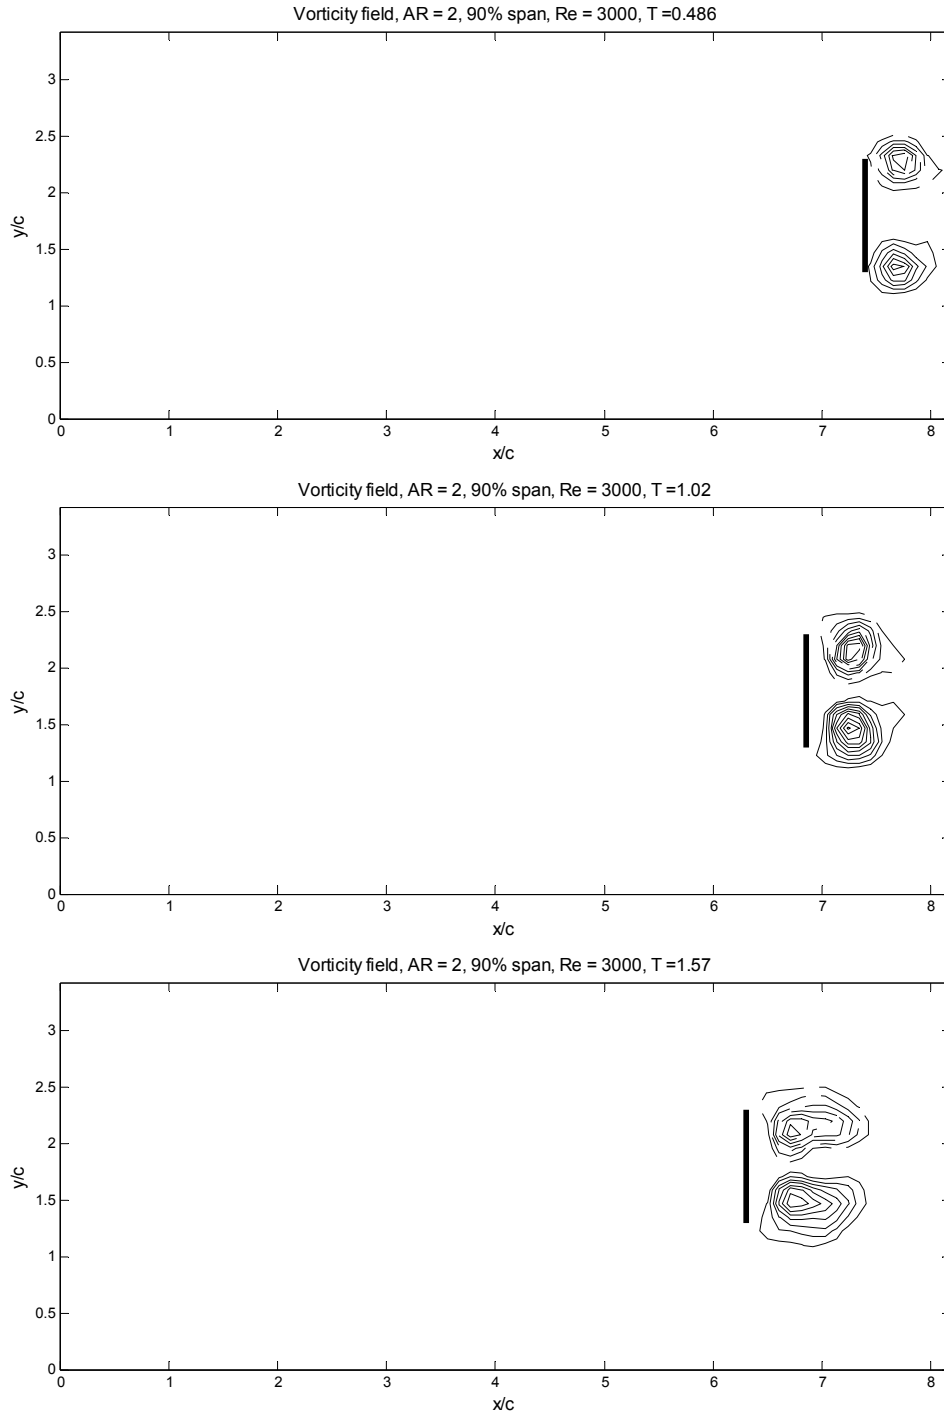 Vorticity field, AR = 2, 90% span, Re = 3000, T =0.486
3
2.5
2
1.5
1
0.5
0
y/c
0 1 2 3 4 5 6 7 8
x/c
Vorticity field, AR = 2, 90% span, Re = 3000, T =1.02
3
2.5
2
1.5
1
0.5
0
y/c
0 1 2 3 4 5 6 7 8
x/c
Vorticity field, AR = 2, 90% span, Re = 3000, T =1.57
3
2.5
2
1.5
1
0.5
0
y/c
0 1 2 3 4 5 6 7 8
x/c